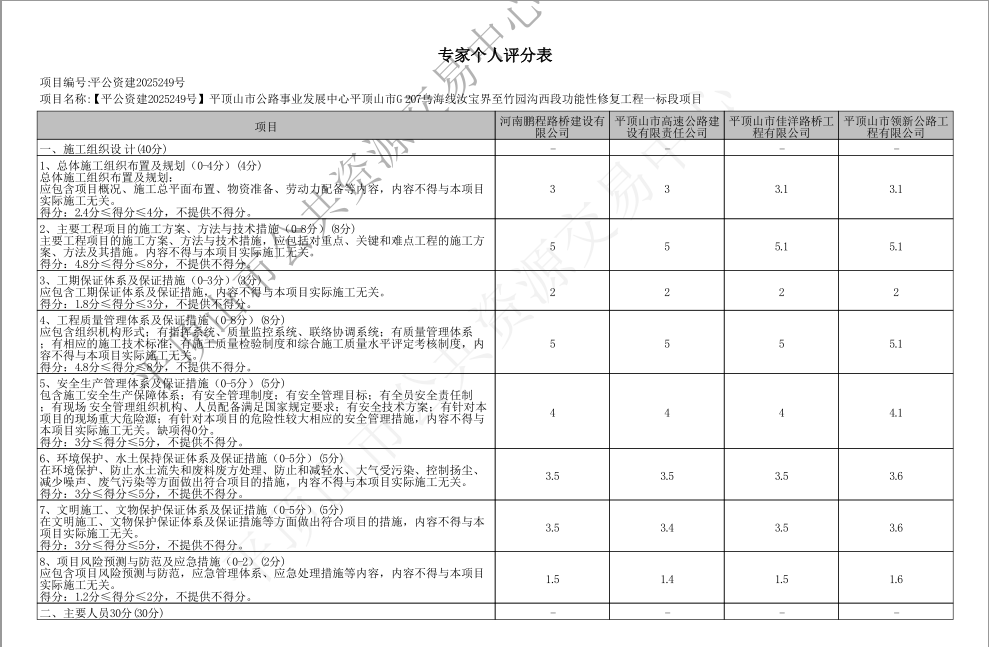 专家个人评分表
项目编号:平公资建2025249号
项目名称:【平公资建2025249号】平顶山市公路事业发展中心平顶山市G207乌海线汝宝界至竹园沟西段功能性修复工程一标段项目
项目
河南鹏程路桥建设有
限公司
平顶山市高速公路建
设有限责任公司
平顶山市佳洋路桥工
程有限公司
平顶山市领新公路工
程有限公司
一、施工组织设计(40分)
-
-
-
-
1、总体施工组织布置及规划（0-4分）(4分)
总体施工组织布置及规划;
应包含项目概况、施工总平面布置、物资准备、劳动力配备等内容，内容不得与本项目
实际施工无关。
得分：2.4分≤得分≤4分，不提供不得分。
3
3
3.1
3.1
2、主要工程项目的施工方案、方法与技术措施（0-8分）(8分)
主要工程项目的施工方案、方法与技术措施，应包括对重点、关键和难点工程的施工方
案、方法及其措施。内容不得与本项目实际施工无关。
得分：4.8分≤得分≤8分，不提供不得分。
5
5
5.1
5.1
3、工期保证体系及保证措施（0-3分）(3分)
应包含工期保证体系及保证措施，内容不得与本项目实际施工无关。
得分：1.8分≤得分≤3分，不提供不得分。
2
2
2
2
4、工程质量管理体系及保证措施（0-8分）(8分)
应包含组织机构形式；有指挥系统、质量监控系统、联络协调系统；有质量管理体系
；有相应的施工技术标准；有施工质量检验制度和综合施工质量水平评定考核制度，内
容不得与本项目实际施工无关。
得分：4.8分≤得分≤8分，不提供不得分。
5
5
5
5.1
5、安全生产管理体系及保证措施（0-5分）(5分)
包含施工安全生产保障体系；有安全管理制度；有安全管理目标；有全员安全责任制
；有现场安全管理组织机构、人员配备满足国家规定要求；有安全技术方案；有针对本
项目的现场重大危险源；有针对本项目的危险性较大相应的安全管理措施，内容不得与
本项目实际施工无关。缺项得0分。
得分：3分≤得分≤5分，不提供不得分。
4
4
4
4.1
6、环境保护、水土保持保证体系及保证措施（0-5分）(5分)
在环境保护、防止水土流失和废料废方处理、防止和减轻水、大气受污染、控制扬尘、
减少噪声、废气污染等方面做出符合项目的措施，内容不得与本项目实际施工无关。
得分：3分≤得分≤5分，不提供不得分。
3.5
3.5
3.5
3.6
7、文明施工、文物保护保证体系及保证措施（0-5分）(5分)
在文明施工、文物保护保证体系及保证措施等方面做出符合项目的措施，内容不得与本
项目实际施工无关。
得分：3分≤得分≤5分，不提供不得分。
3.5
3.4
3.5
3.6
8、项目风险预测与防范及应急措施（0-2）(2分)
应包含项目风险预测与防范，应急管理体系、应急处理措施等内容，内容不得与本项目
实际施工无关。
得分：1.2分≤得分≤2分，不提供不得分。
1.5
1.4
1.5
1.6
二、主要人员30分(30分)
-
-
-
-
平顶山市公共资源交易中心
平顶山市公共资源交易中心